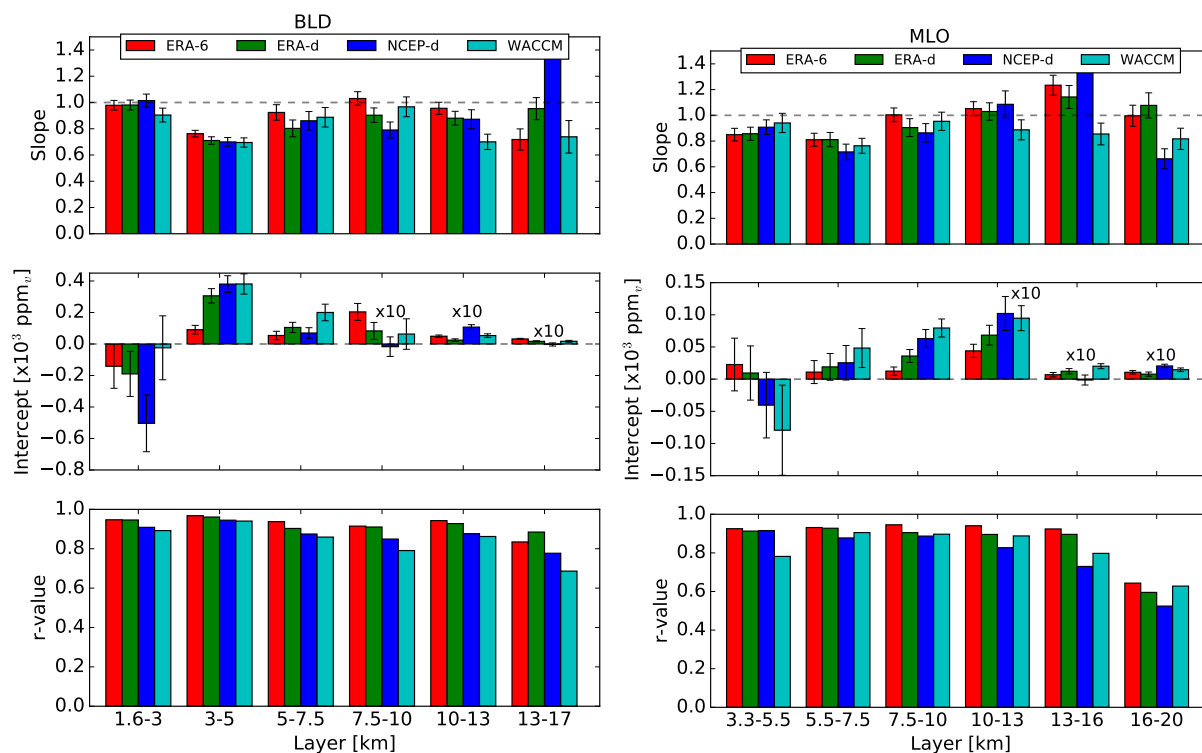 BLD
ERA-6 ERA-d NCEP-d WACCM
1.4
1.2
1.0
0.8
0.6
0.4
0.2
0.0
Slope
0.4
0.2
0.0
−0.2
−0.4
−0.6
−0.8
Intercept [x10³ ppmᵥ]
x10 x10 x10
1.0
0.8
0.6
0.4
0.2
0.0
r-value
1.6-3 3-5 5-7.5 7.5-10 10-13 13-17
Layer [km]
MLO
ERA-6 ERA-d NCEP-d WACCM
1.4
1.2
1.0
0.8
0.6
0.4
0.2
0.0
Slope
0.15
0.10
0.05
0.00
−0.05
−0.10
−0.15
Intercept [x10³ ppmᵥ]
x10 x10 x10
1.0
0.8
0.6
0.4
0.2
0.0
r-value
3.3-5.5 5.5-7.5 7.5-10 10-13 13-16 16-20
Layer [km]